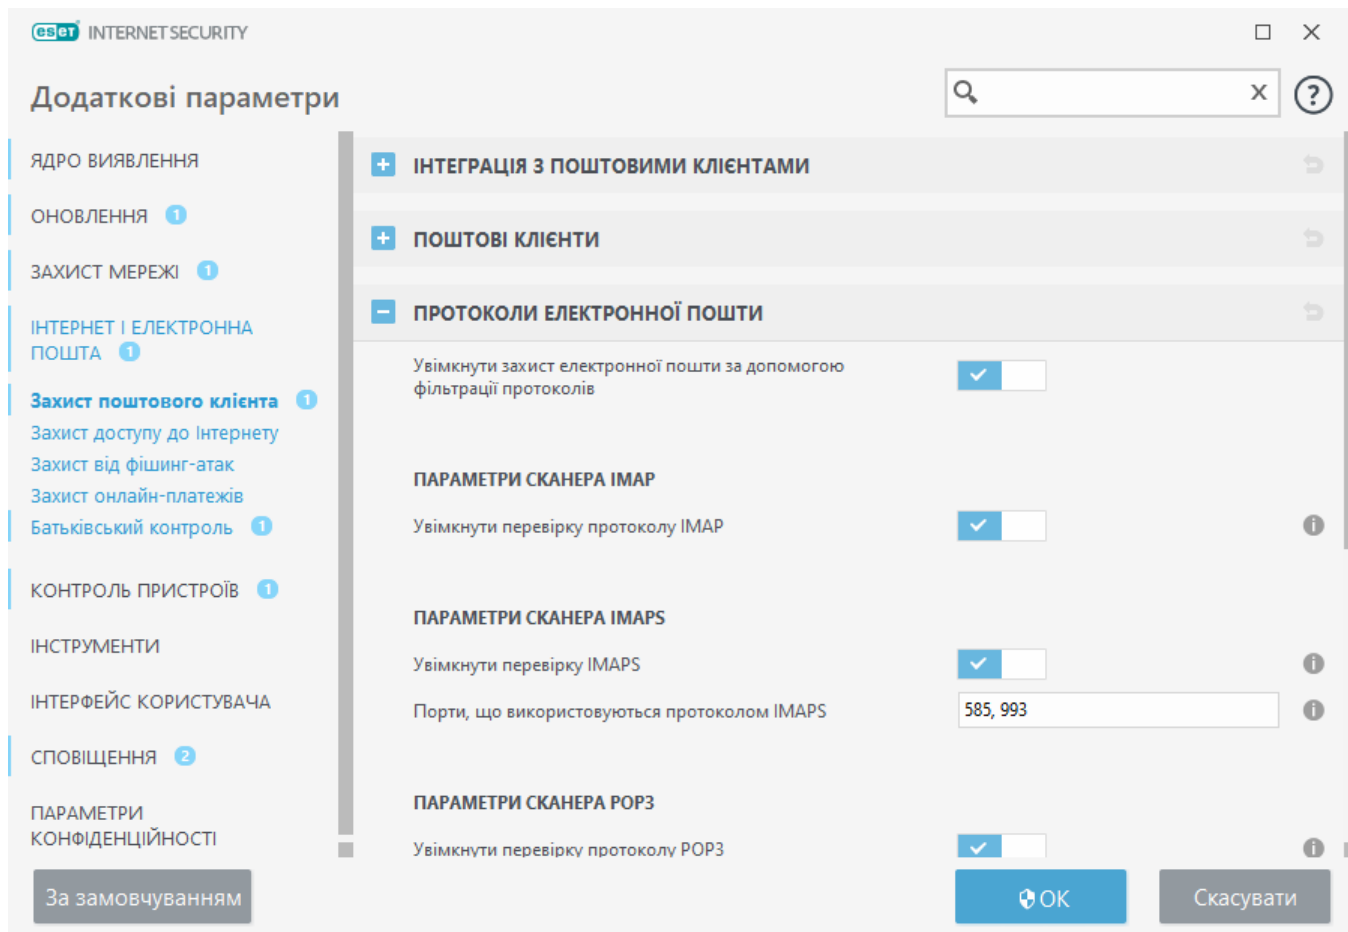 eset INTERNET SECURITY
Додаткові параметри
x
?
ЯДРО ВИЯВЛЕННЯ
ОНОВЛЕННЯ 1
ЗАХИСТ МЕРЕЖІ 1
ІНТЕРНЕТ І ЕЛЕКТРОННА
ПОШТА 1
Захист поштового клієнта 1
Захист доступу до Інтернету
Захист від фішинг-атак
Захист онлайн-платежів
Батьківський контроль 1
КОНТРОЛЬ ПРИСТРОЇВ 1
ІНСТРУМЕНТИ
ІНТЕРФЕЙС КОРИСТУВАЧА
СПОВІЩЕННЯ 2
ПАРАМЕТРИ
КОНФІДЕНЦІЙНОСТІ
ІНТЕГРАЦІЯ З ПОШТОВИМИ КЛІЄНТАМИ
ПОШТОВІ КЛІЄНТИ
ПРОТОКОЛИ ЕЛЕКТРОННОЇ ПОШТИ
Увімкнути захист електронної пошти за допомогою
фільтрації протоколів
ПАРАМЕТРИ СКАНЕРА IMAP
Увімкнути перевірку протоколу IMAP
ПАРАМЕТРИ СКАНЕРА IMAPS
Увімкнути перевірку IMAPS
Порти, що використовуються протоколом IMAPS 585, 993
ПАРАМЕТРИ СКАНЕРА POP3
Увімкнути перевірку протоколу POP3
За замовчуванням
OK
Скасувати